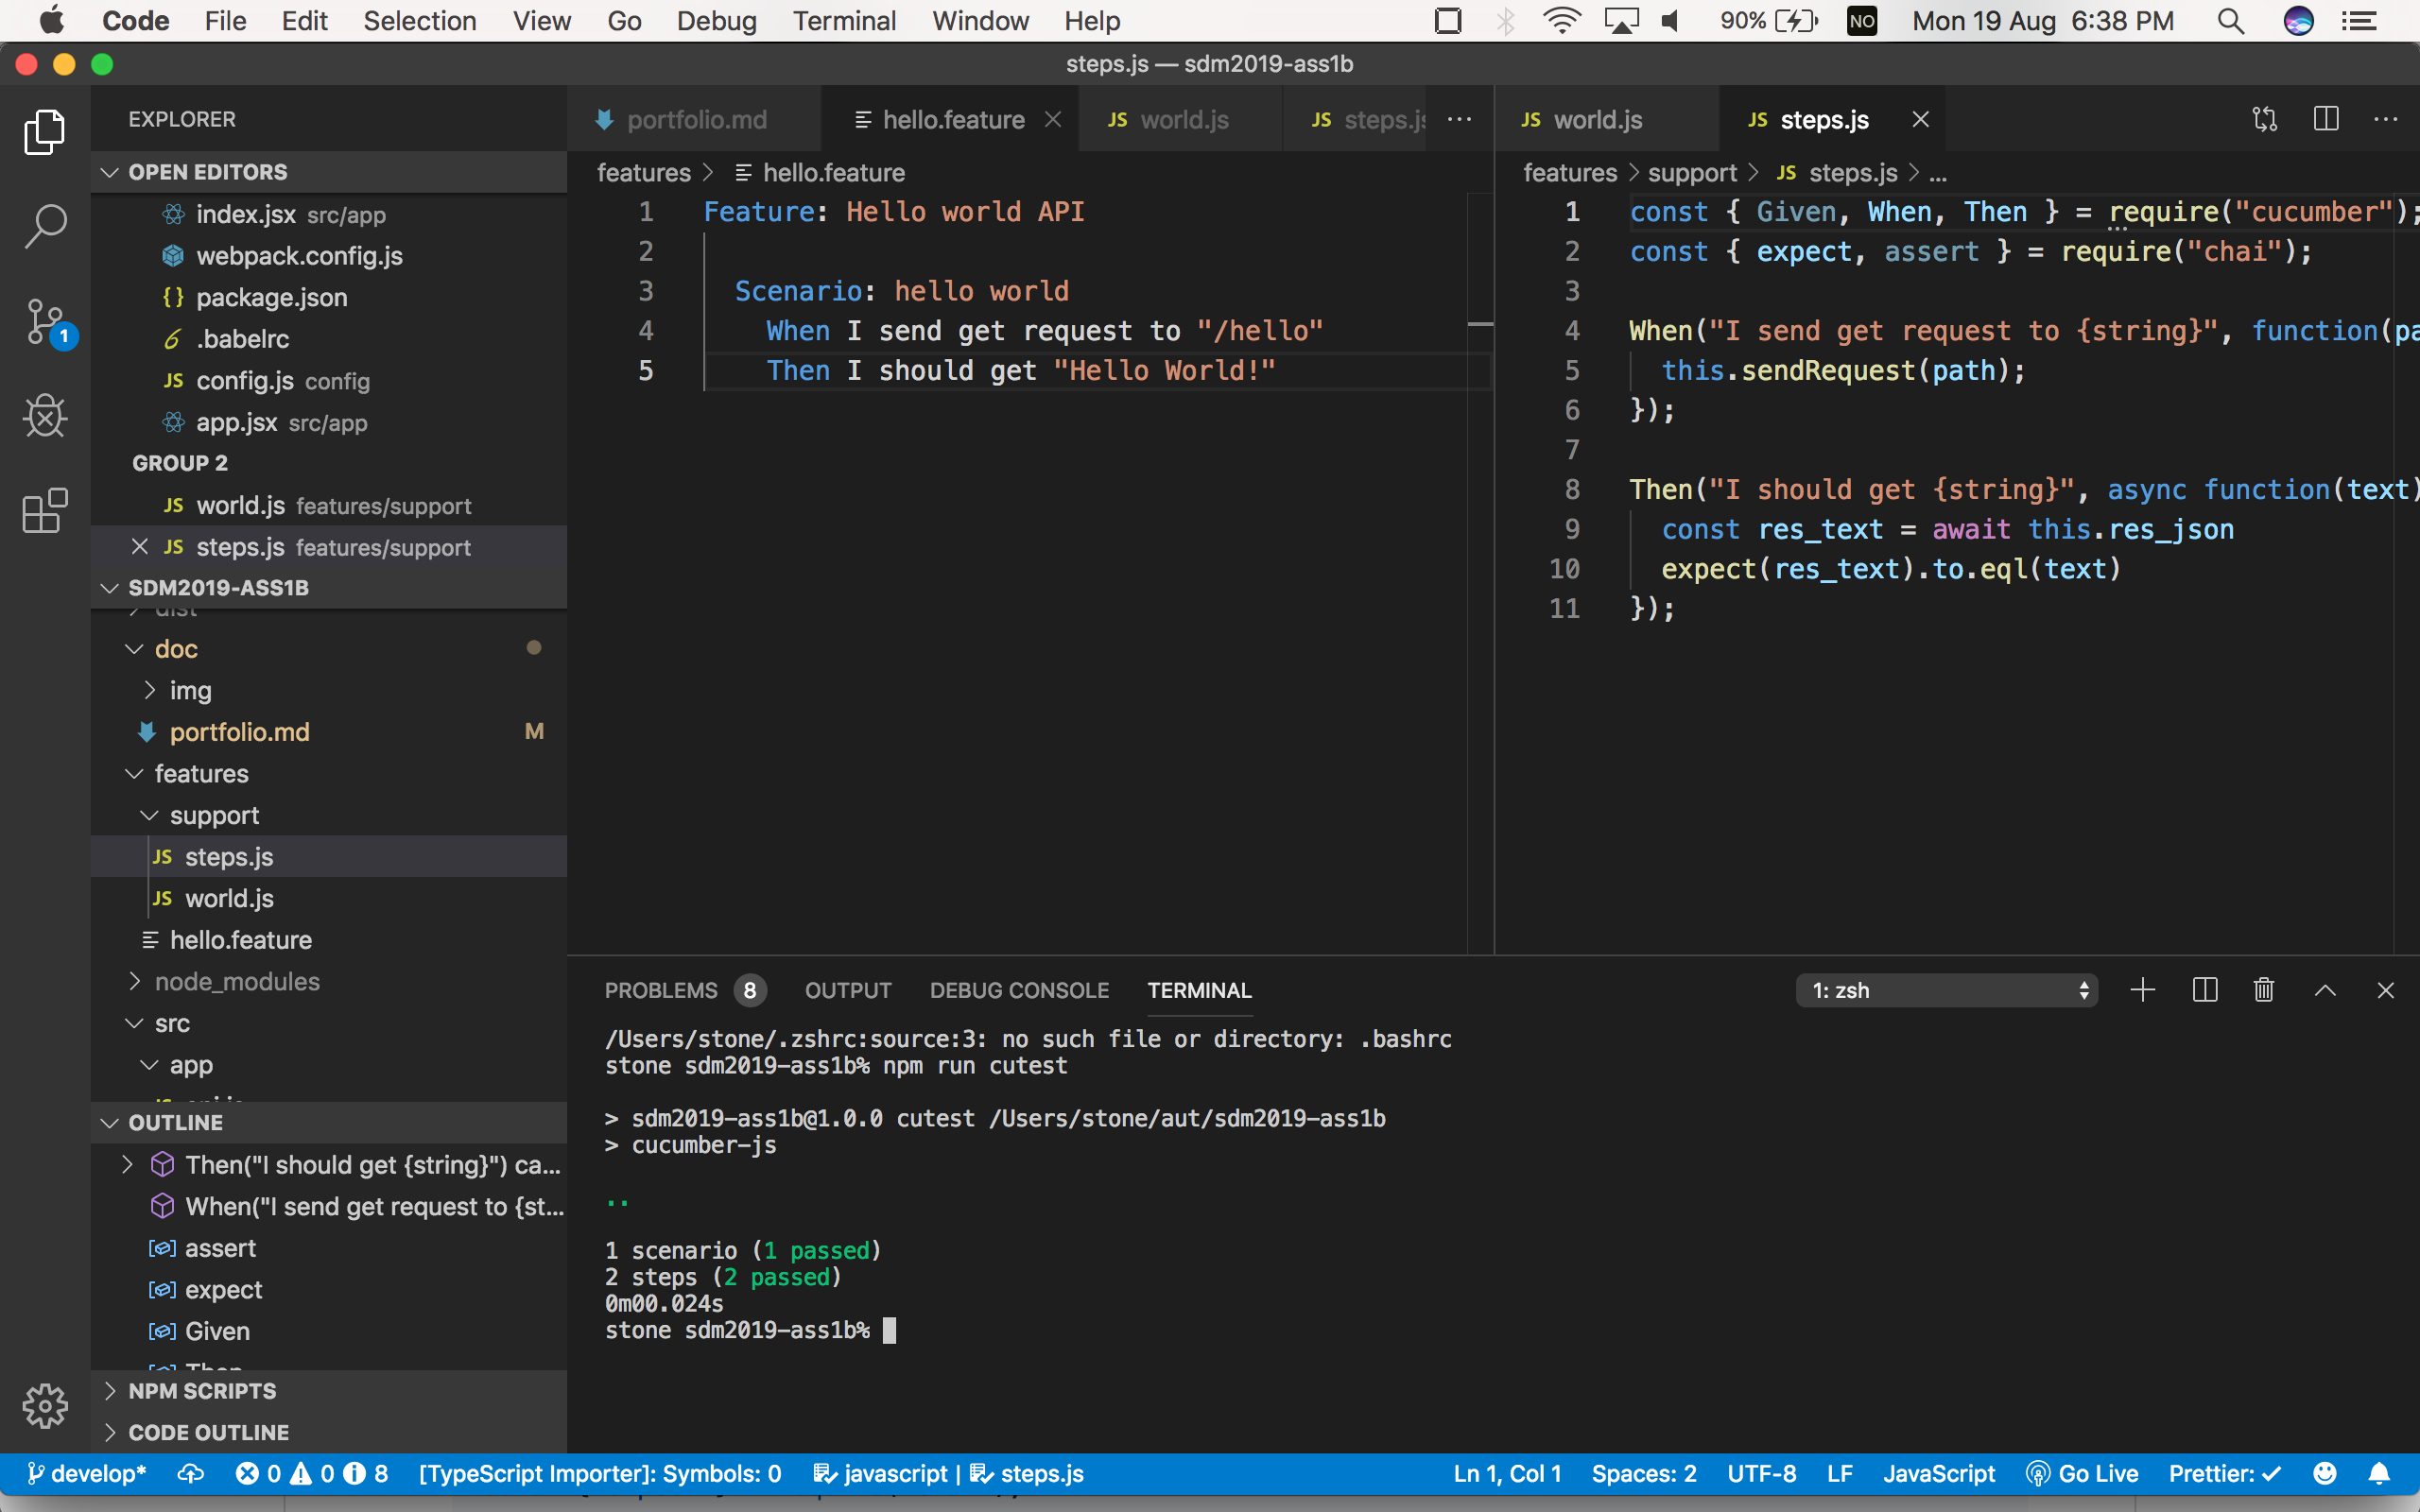 Code File Edit Selection View Go Debug Terminal Window Help 90% NO Mon 19 Aug 6:38 PM
steps.js — sdm2019-ass1b
EXPLORER
OPEN EDITORS
index.jsx src/app
webpack.config.js
{} package.json
.babelrc
JS config.js config
app.jsx src/app
GROUP 2
JS world.js features/support
JS steps.js features/support
SDM2019-ASS1B
dist
doc
img
portfolio.md M
features
support
JS steps.js
JS world.js
hello.feature
node_modules
src
app
OUTLINE
Then("I should get {string}") ca...
When("I send get request to {st...
assert
expect
Given
Then
NPM SCRIPTS
CODE OUTLINE
portfolio.md hello.feature JS world.js JS steps.js ...
features > hello.feature
1 Feature: Hello world API
2
3 Scenario: hello world
4 When I send get request to "/hello"
5 Then I should get "Hello World!"
JS world.js JS steps.js ...
features > support > JS steps.js > ...
1 const { Given, When, Then } = require("cucumber");
2 const { expect, assert } = require("chai");
3
4 When("I send get request to {string}", function(pa
5 this.sendRequest(path);
6 });
7
8 Then("I should get {string}", async function(text)
9 const res_text = await this.res_json
10 expect(res_text).to.eql(text)
11 });
PROBLEMS 8 OUTPUT DEBUG CONSOLE TERMINAL 1: zsh
/Users/stone/.zshrc:source:3: no such file or directory: .bashrc
stone sdm2019-ass1b% npm run cutest
> sdm2019-ass1b@1.0.0 cutest /Users/stone/aut/sdm2019-ass1b
> cucumber-js
..
1 scenario (1 passed)
2 steps (2 passed)
0m00.024s
stone sdm2019-ass1b%
develop* 0 0 8 [TypeScript Importer]: Symbols: 0 javascript | steps.js Ln 1, Col 1 Spaces: 2 UTF-8 LF JavaScript Go Live Prettier: ✓